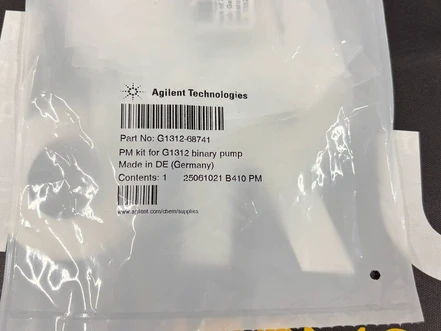 Agilent Technologies
Part No: G1312-68741
PM kit for G1312 binary pump
Made in DE (Germany)
Contents: 1 25061021 B410 PM
www.agilent.com/chem/supplies